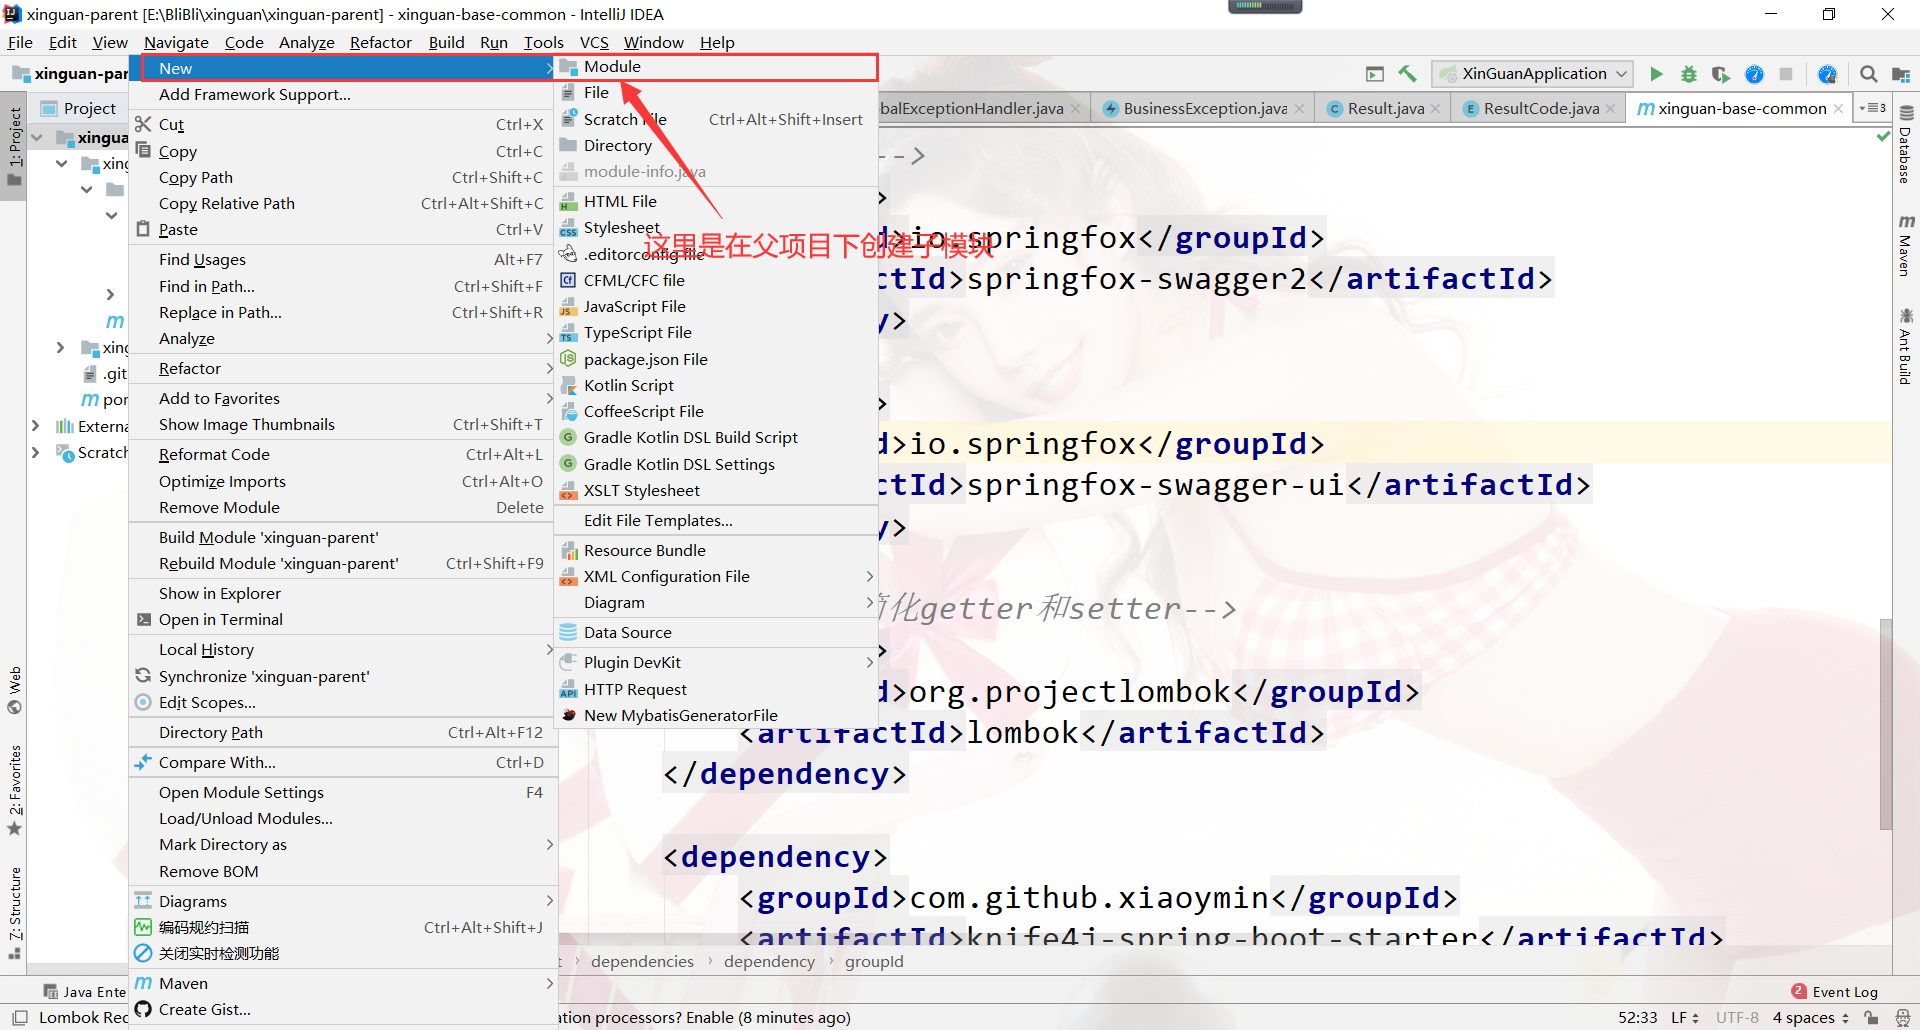 xinguan-parent [E:\BliBli\xinguan\xinguan-parent] - xinguan-base-common - IntelliJ IDEA
File Edit View Navigate Code Analyze Refactor Build Run Tools VCS Window Help
xinguan-par
XinGuanApplication
Project
balExceptionHandler.java BusinessException.java Result.java ResultCode.java xinguan-base-common 3
1: Project
xingua
xing
xing
.git
por
Externa
Scratch
New
Add Framework Support...
Cut Ctrl+X
Copy Ctrl+C
Copy Path Ctrl+Shift+C
Copy Relative Path Ctrl+Alt+Shift+C
Paste Ctrl+V
Find Usages Alt+F7
Find in Path... Ctrl+Shift+F
Replace in Path... Ctrl+Shift+R
Analyze
Refactor
Add to Favorites
Show Image Thumbnails Ctrl+Shift+T
Reformat Code Ctrl+Alt+L
Optimize Imports Ctrl+Alt+O
Remove Module Delete
Build Module 'xinguan-parent'
Rebuild Module 'xinguan-parent' Ctrl+Shift+F9
Show in Explorer
Open in Terminal
Local History
Synchronize 'xinguan-parent'
Edit Scopes...
Directory Path Ctrl+Alt+F12
Compare With... Ctrl+D
Open Module Settings F4
Load/Unload Modules...
Mark Directory as
Remove BOM
Diagrams
编码规约扫描 Ctrl+Alt+Shift+J
关闭实时检测功能
Maven
Create Gist...
Module
File
Scratch File Ctrl+Alt+Shift+Insert
Directory
module-info.java
HTML File
Stylesheet
.editorconfig file
CFML/CFC file
JavaScript File
TypeScript File
package.json File
Kotlin Script
CoffeeScript File
Gradle Kotlin DSL Build Script
Gradle Kotlin DSL Settings
XSLT Stylesheet
Edit File Templates...
Resource Bundle
XML Configuration File
Diagram
Data Source
Plugin DevKit
HTTP Request
New MybatisGeneratorFile
这里是在父项目下创建子模块
-->
>
d>io.springfox</groupId>
ctId>springfox-swagger2</artifactId>
y>
>
d>io.springfox</groupId>
ctId>springfox-swagger-ui</artifactId>
y>
简化getter和setter-->
>
d>org.projectlombok</groupId>
<artifactId>lombok</artifactId>
</dependency>
<dependency>
<groupId>com.github.xiaoymin</groupId>
<artifactId>knife4j-spring-boot-starter</artifactId>
t › dependencies › dependency › groupId
Database
Maven
Ant Build
Web
2: Favorites
7: Structure
Java Ente
2 Event Log
Lombok Rec
ation processors? Enable (8 minutes ago)
52:33 LF UTF-8 4 spaces